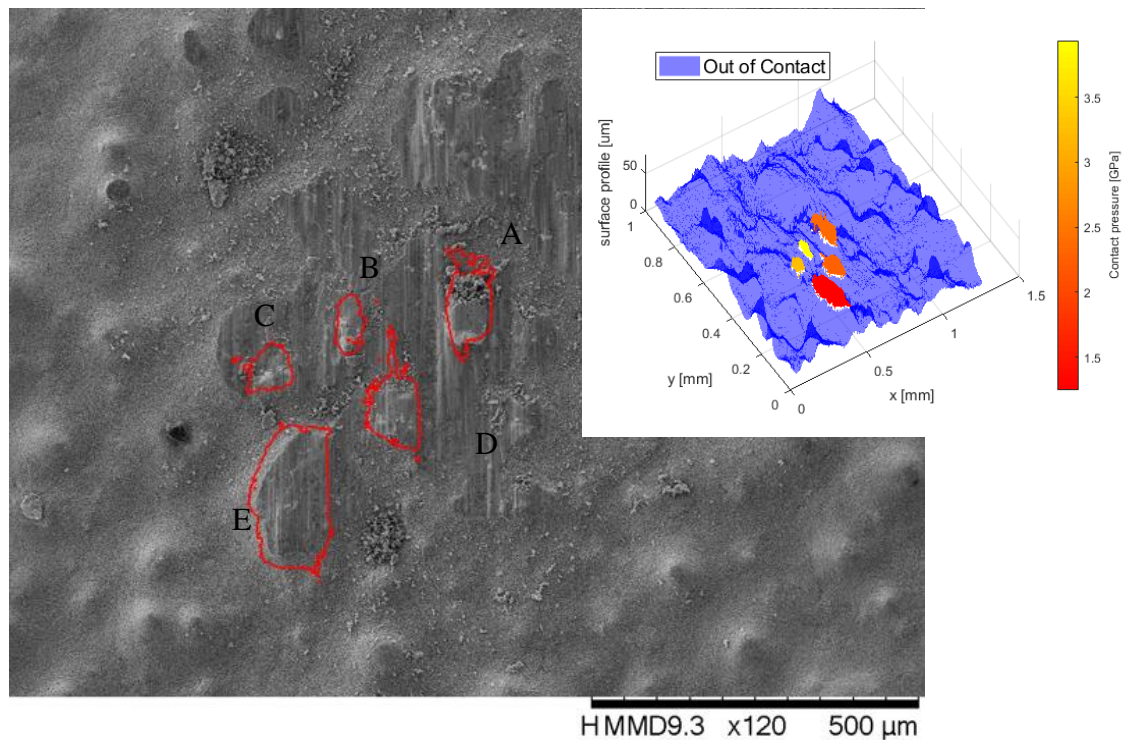 Out of Contact
surface profile [um]
50
0
1
0.8
0.6
0.4
0.2
0
y [mm]
0
0.5
1
1.5
x [mm]
3.5
3
2.5
2
1.5
Contact pressure [GPa]
A
B
C
D
E
HMMD9.3 x120 500 µm